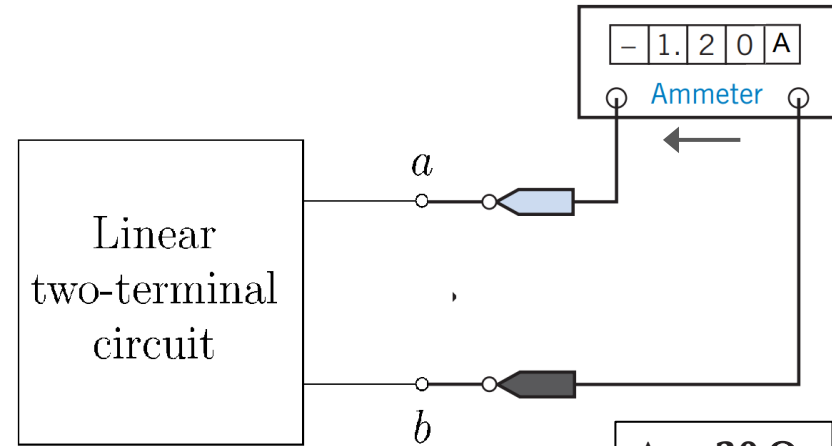 - 1. 2 0 A
Ammeter
a
Linear
two-terminal
circuit
b